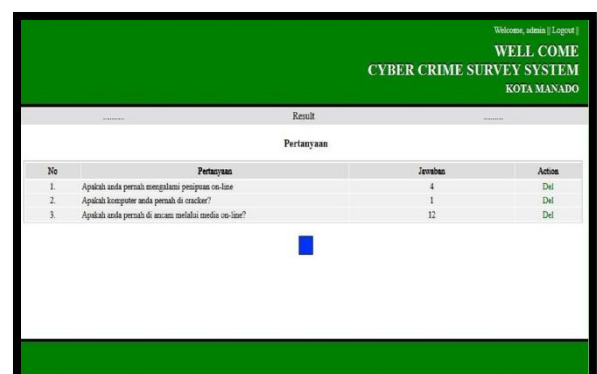 Welcome, admin || Logout ||
WELL COME
CYBER CRIME SURVEY SYSTEM
KOTA MANADO
........... Result ..........
Pertanyaan
No Pertanyaan Jawaban Action
1. Apakah anda pernah mengalami penipuan on-line 4 Del
2. Apakah komputer anda pernah di cracker? 1 Del
3. Apakah anda pernah di ancam melalui media on-line? 12 Del